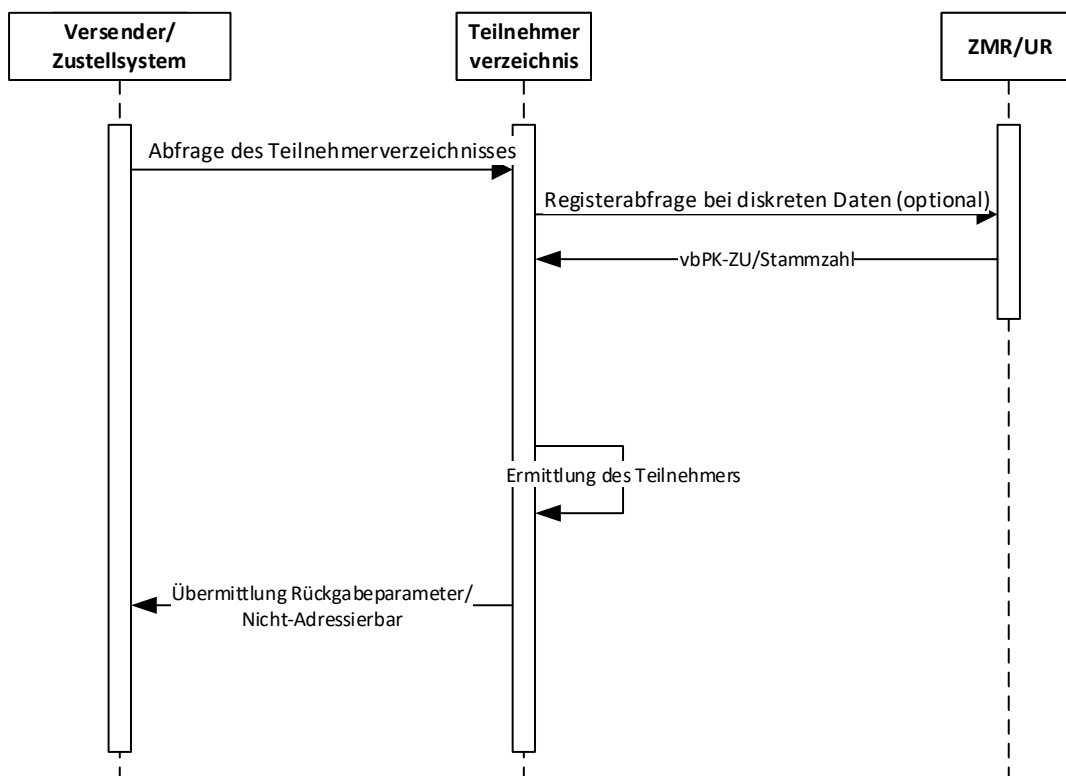 Versender/
Zustellsystem
Teilnehmer
verzeichnis
ZMR/UR
Abfrage des Teilnehmerverzeichnisses
Registerabfrage bei diskreten Daten (optional)
vbPK-ZU/Stammzahl
Ermittlung des Teilnehmers
Übermittlung Rückgabeparameter/
Nicht-Adressierbar